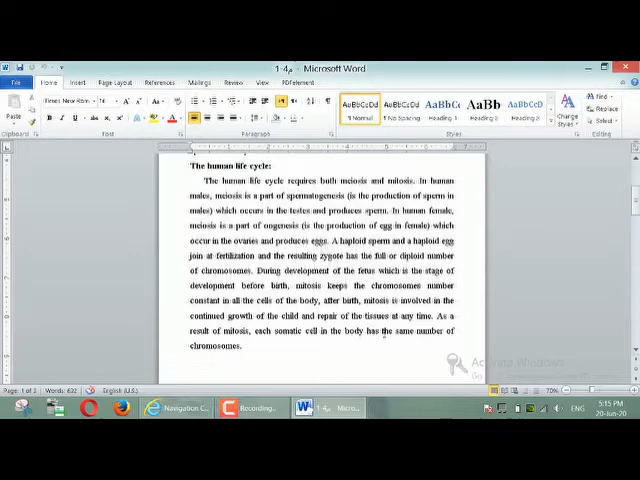 1-4م - Microsoft Word
File Home Insert Page Layout References Mailings Review View PDFelement
Paste
Clipboard
Times New Rom 14
Font
Paragraph
AaBbCcDd
¶ Normal
AaBbCcDd
¶ No Spacing
AaBbCc
Heading 1
AaBb
Heading 2
AaBbCcD
Heading 3
Styles
Change
Styles
Find
Replace
Select
Editing
The human life cycle:
The human life cycle requires both meiosis and mitosis. In human
males, meiosis is a part of spermatogenesis (is the production of sperm in
males) which occurs in the testes and produces sperm. In human female,
meiosis is a part of oogenesis (is the production of egg in female) which
occur in the ovaries and produces eggs. A haploid sperm and a haploid egg
join at fertilization and the resulting zygote has the full or diploid number
of chromosomes. During development of the fetus which is the stage of
development before birth, mitosis keeps the chromosomes number
constant in all the cells of the body, after birth, mitosis is involved in the
continued growth of the child and repair of the tissues at any time. As a
result of mitosis, each somatic cell in the body has the same number of
chromosomes.
Activate Windows
Page: 1 of 3 Words: 632 English (U.S.) 70%
Navigation C... Recording... 1-4م - Micros... ENG
5:15 PM
20-Jun-20